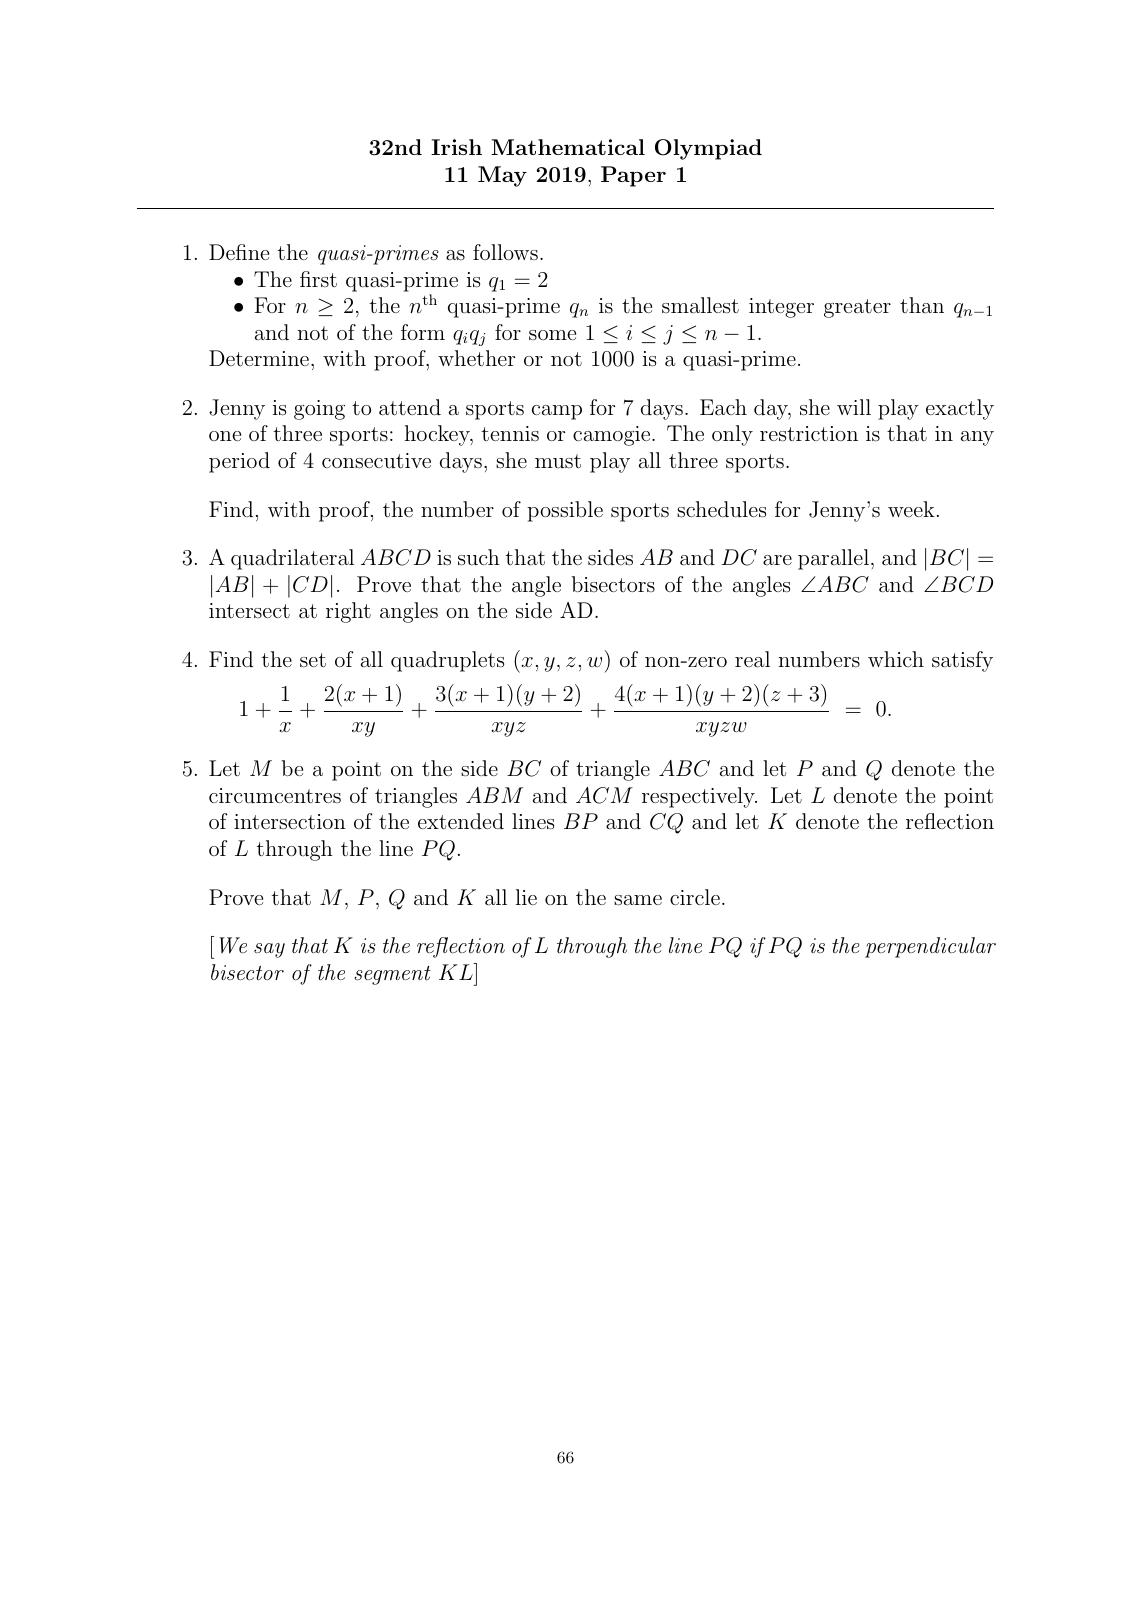 32nd Irish Mathematical Olympiad
11 May 2019, Paper 1
1. Define the quasi-primes as follows.
• The first quasi-prime is q₁ = 2
• For n ≥ 2, the nᵗʰ quasi-prime qₙ is the smallest integer greater than qₙ₋₁
and not of the form qᵢqⱼ for some 1 ≤ i ≤ j ≤ n − 1.
Determine, with proof, whether or not 1000 is a quasi-prime.
2. Jenny is going to attend a sports camp for 7 days. Each day, she will play exactly
one of three sports: hockey, tennis or camogie. The only restriction is that in any
period of 4 consecutive days, she must play all three sports.
Find, with proof, the number of possible sports schedules for Jenny's week.
3. A quadrilateral ABCD is such that the sides AB and DC are parallel, and |BC| =
|AB| + |CD|. Prove that the angle bisectors of the angles ∠ABC and ∠BCD
intersect at right angles on the side AD.
4. Find the set of all quadruplets (x, y, z, w) of non-zero real numbers which satisfy
1 + 1/x + 2(x + 1)/xy + 3(x + 1)(y + 2)/xyz + 4(x + 1)(y + 2)(z + 3)/xyzw = 0.
5. Let M be a point on the side BC of triangle ABC and let P and Q denote the
circumcentres of triangles ABM and ACM respectively. Let L denote the point
of intersection of the extended lines BP and CQ and let K denote the reflection
of L through the line PQ.
Prove that M, P, Q and K all lie on the same circle.
[We say that K is the reflection of L through the line PQ if PQ is the perpendicular
bisector of the segment KL]
66